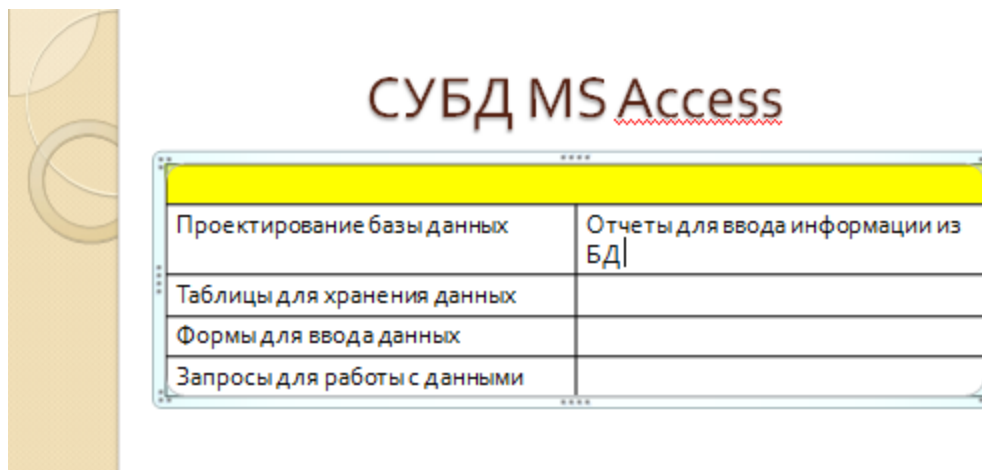 СУБД MS Access
Проектирование базы данных
Отчеты для ввода информации из
БД
Таблицы для хранения данных
Формы для ввода данных
Запросы для работы с данными